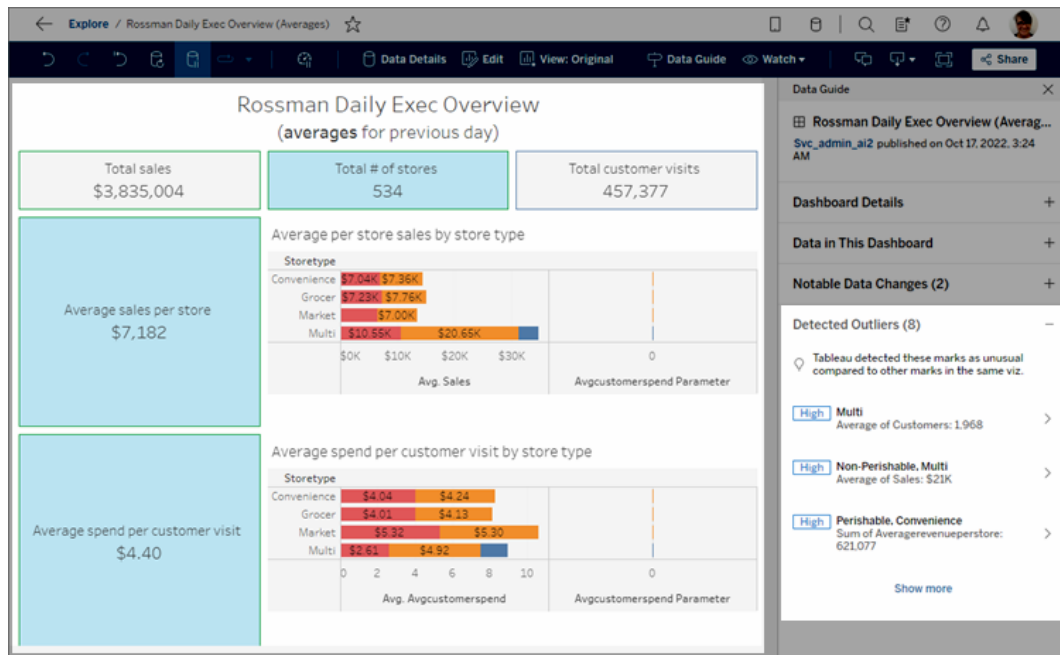 Explore / Rossman Daily Exec Overview (Averages)
Data Details Edit View: Original Data Guide Watch Share
Rossman Daily Exec Overview
(averages for previous day)
Total sales
$3,835,004
Total # of stores
534
Total customer visits
457,377
Average sales per store
$7,182
Average per store sales by store type
Storetype
Convenience $7.04K $7.36K
Grocer $7.23K $7.76K
Market $7.00K
Multi $10.55K $20.65K
$0K $10K $20K $30K 0
Avg. Sales Avgcustomerspend Parameter
Average spend per customer visit
$4.40
Average spend per customer visit by store type
Storetype
Convenience $4.04 $4.24
Grocer $4.01 $4.13
Market $5.32 $5.30
Multi $2.61 $4.92
0 2 4 6 8 10 0
Avg. Avgcustomerspend Avgcustomerspend Parameter
Data Guide
Rossman Daily Exec Overview (Averag...
Svc_admin_ai2 published on Oct 17, 2022, 3:24
AM
Dashboard Details
Data in This Dashboard
Notable Data Changes (2)
Detected Outliers (8)
Tableau detected these marks as unusual
compared to other marks in the same viz.
High Multi
Average of Customers: 1,968
High Non-Perishable, Multi
Average of Sales: $21K
High Perishable, Convenience
Sum of Averagerevenueperstore:
621,077
Show more